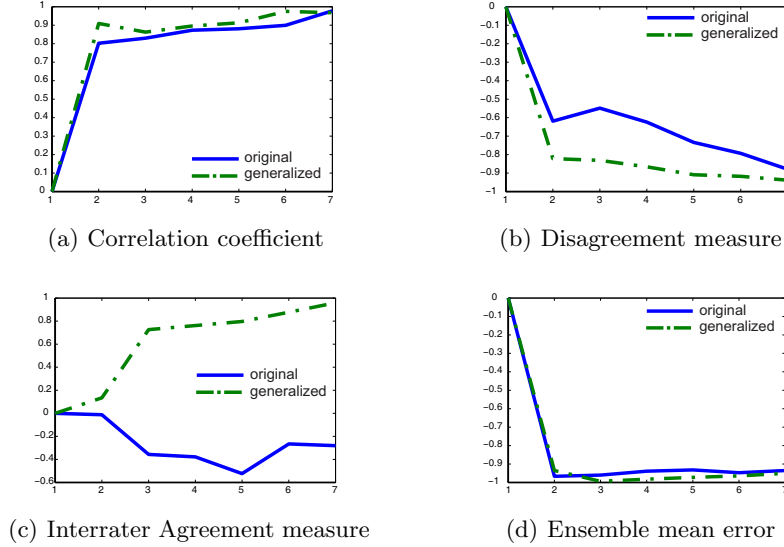 1
0.9
0.8
0.7
0.6
0.5
0.4
0.3
0.2
0.1
0
1 2 3 4 5 6 7
original
generalized
(a) Correlation coefficient
0
−0.1
−0.2
−0.3
−0.4
−0.5
−0.6
−0.7
−0.8
−0.9
−1
1 2 3 4 5 6
original
generalized
(b) Disagreement measure
1
0.8
0.6
0.4
0.2
0
−0.2
−0.4
−0.6
1 2 3 4 5 6 7
original
generalized
(c) Interrater Agreement measure
0
−0.1
−0.2
−0.3
−0.4
−0.5
−0.6
−0.7
−0.8
−0.9
−1
1 2 3 4 5 6 7
original
generalized
(d) Ensemble mean error